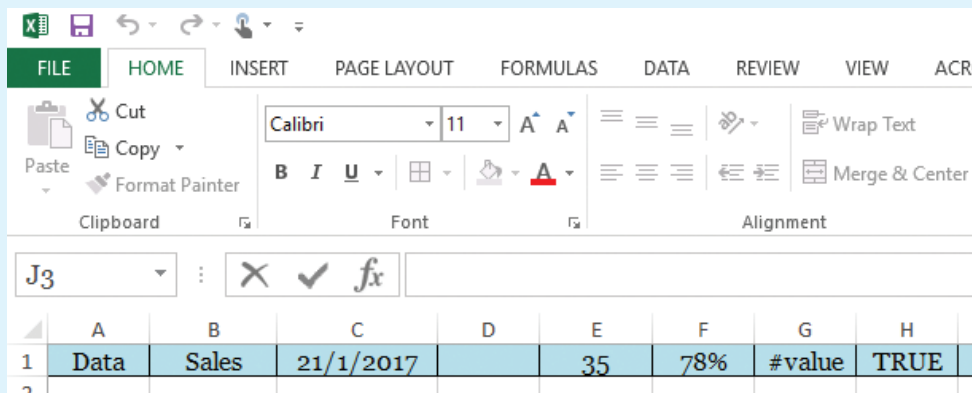 FILE HOME INSERT PAGE LAYOUT FORMULAS DATA REVIEW VIEW ACR
Cut
Calibri 11 A A Wrap Text
Copy
Paste B I U A Merge & Center
Format Painter
Clipboard Font Alignment
J3 fx
A B C D E F G H
1 Data Sales 21/1/2017 35 78% #value TRUE